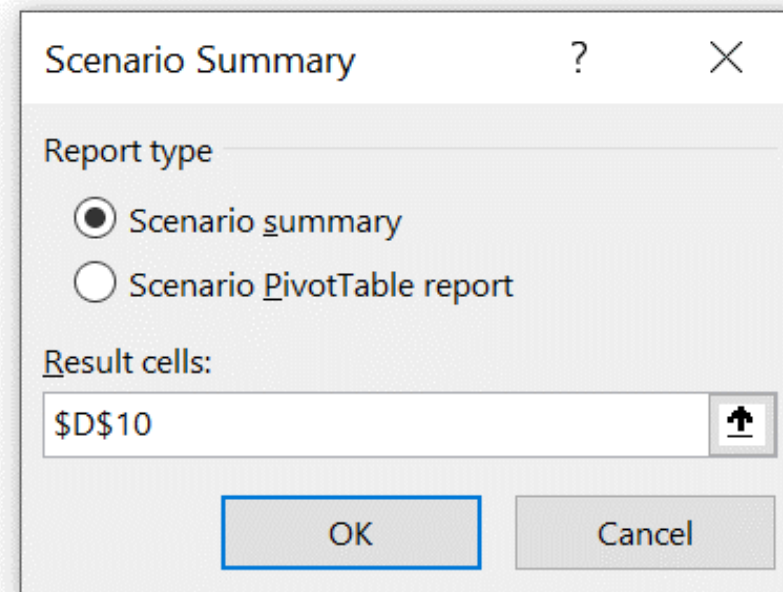 Scenario Summary ?
Report type
Scenario summary
Scenario PivotTable report
Result cells:
$D$10
OK Cancel